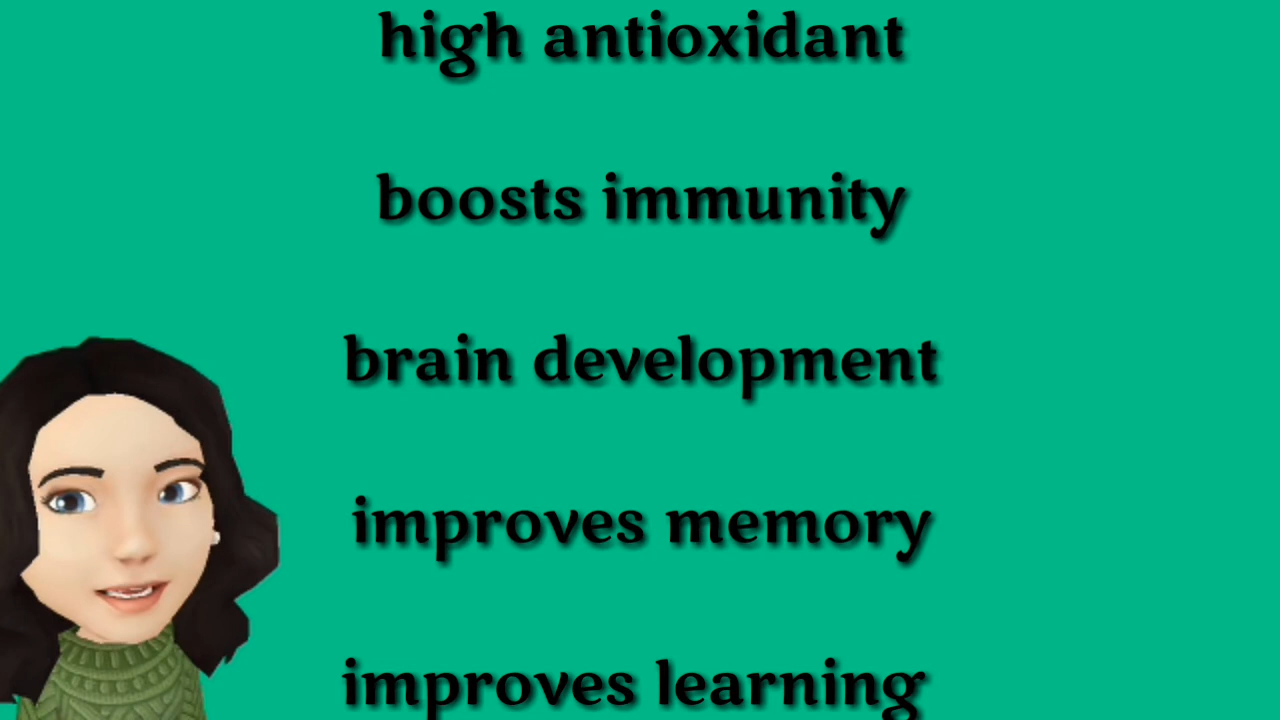 high antioxidant
boosts immunity
brain development
improves memory
improves learning